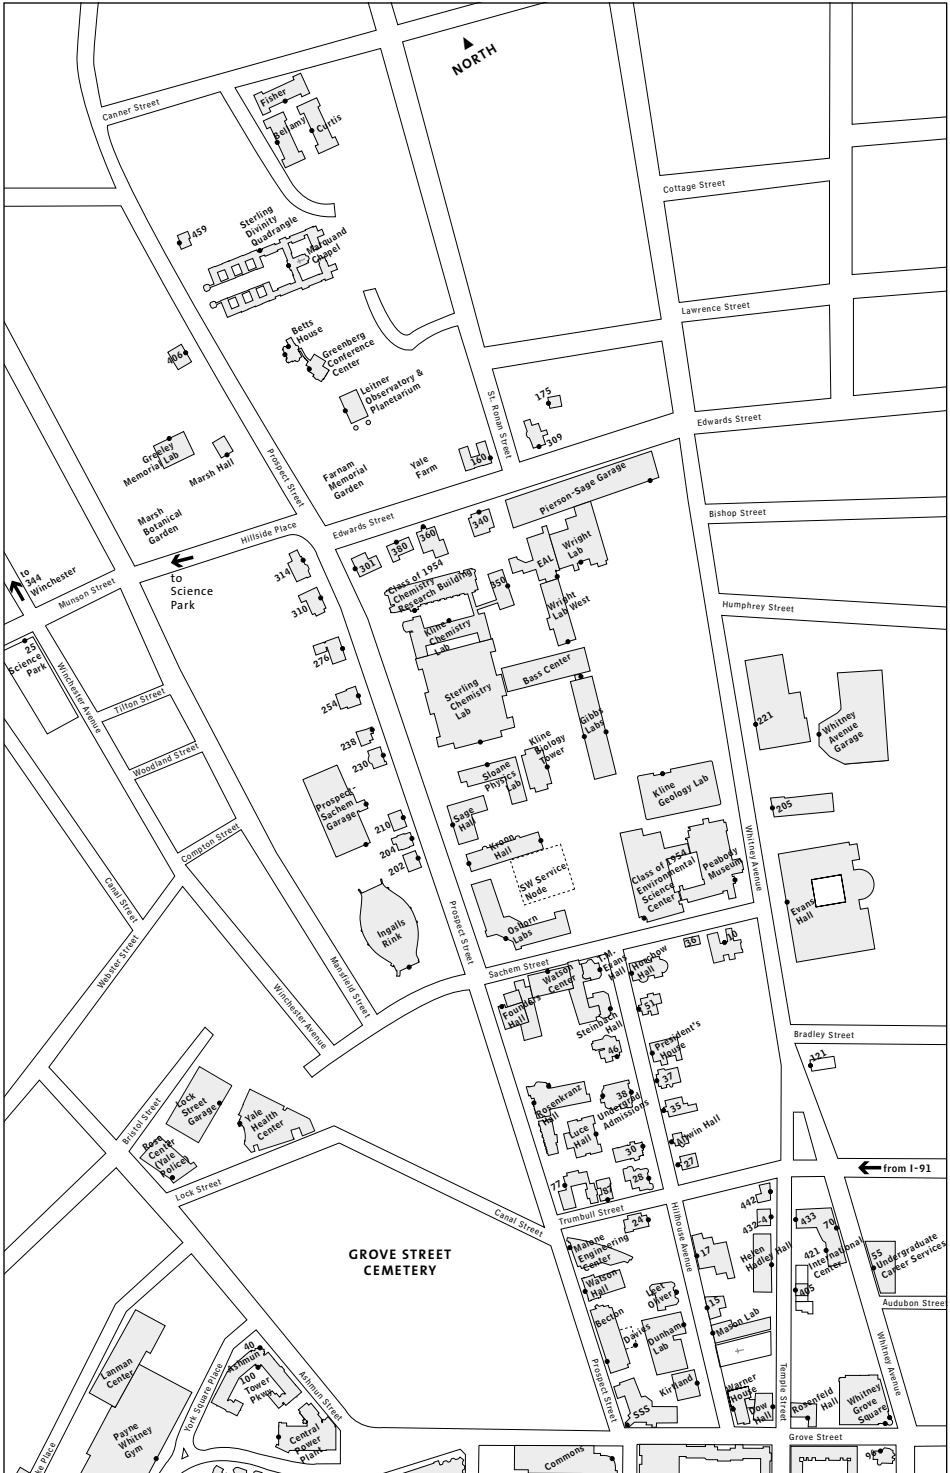 NORTH
Canner Street
Fisher
Bellamy
Curtis
Cottage Street
459
Sterling
Divinity
Quadrangle
Marquand
Chapel
Lawrence Street
Betts
House
Greenberg
Conference
Center
406
Leitner
Observatory &
Planetarium
175
309
St. Ronan Street
Edwards Street
Greeley
Memorial Lab
Marsh Hall
Prospect Street
Farnam
Memorial
Garden
Yale
Farm
160
Pierson-Sage Garage
Marsh
Botanical
Garden
Hillside Place
Edwards Street
340
360
380
301
Bishop Street
to
344
Winchester
Munson Street
to
Science
Park
314
310
Class of 1954
Chemistry
Research Building
350
EAL
Wright
Lab
Wright
Lab West
Humphrey Street
Kline
Chemistry
Lab
25
Science
Park
Winchester Avenue
276
Bass Center
Tilton Street
254
Sterling
Chemistry
Lab
Gibbs
Labs
221
Whitney
Avenue
Garage
238
230
Woodland Street
Kline
Biology
Tower
Sloane
Physics
Lab
Kline
Geology Lab
Prospect-
Sachem
Garage
210
204
202
Sage
Hall
205
Compton Street
Kroon
Hall
SW Service
Node
Class of 1954
Environmental
Science
Center
Peabody
Museum
Whitney Avenue
Canal Street
Ingalls
Rink
Prospect Street
Osborn
Labs
Evans
Hall
Webster Street
Mansfield Street
Winchester Avenue
Sachem Street
36
10
Watson
Center
T.M.
Evans
Hall
Horchow
Hall
Founders
Hall
Steinbach
Hall
51
46
President's
House
Bradley Street
121
Lock
Street
Garage
Yale
Health
Center
Bristol Street
Rose
Center
(Yale
Police)
Rosenkranz
Hall
38
Undergrad
Admissions
37
35
Luce
Hall
Allwin Hall
30
27
from I-91
Lock Street
77
87
28
Canal Street
Trumbull Street
24
Hillhouse Avenue
442
432-4
433
70
GROVE STREET
CEMETERY
Malone
Engineering
Center
17
Helen
Hadley Hall
421
International
Center
55
Undergraduate
Career Services
Watson
Hall
Leet
Oliver
15
405
Audubon Street
Becton
Davies
Dunham
Lab
Mason Lab
Lanman
Center
40
Ashmun
100
Tower
Pkwy
York Square Place
Ashmun Street
Prospect Street
Kirtland
Warner
House
Dow
Hall
Temple Street
Rosenfeld
Hall
Whitney
Grove
Square
Whitney Avenue
Payne
Whitney
Gym
Central
Power
Plant
SSS
Grove Street
Commons